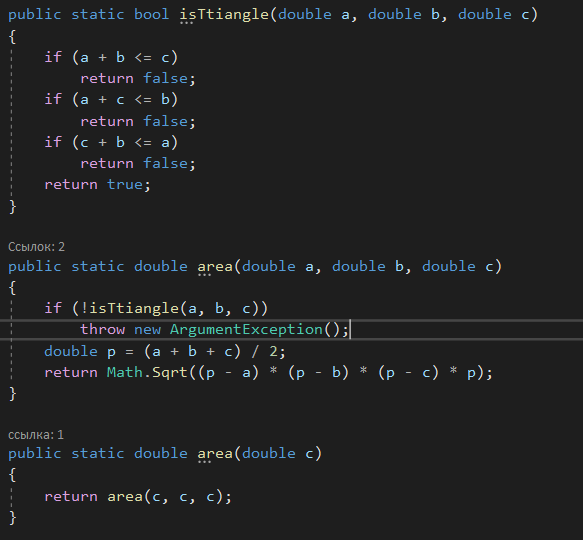 public static bool isTtiangle(double a, double b, double c)
{
if (a + b <= c)
return false;
if (a + c <= b)
return false;
if (c + b <= a)
return false;
return true;
}
Ссылок: 2
public static double area(double a, double b, double c)
{
if (!isTtiangle(a, b, c))
throw new ArgumentException();
double p = (a + b + c) / 2;
return Math.Sqrt((p - a) * (p - b) * (p - c) * p);
}
ссылка: 1
public static double area(double c)
{
return area(c, c, c);
}